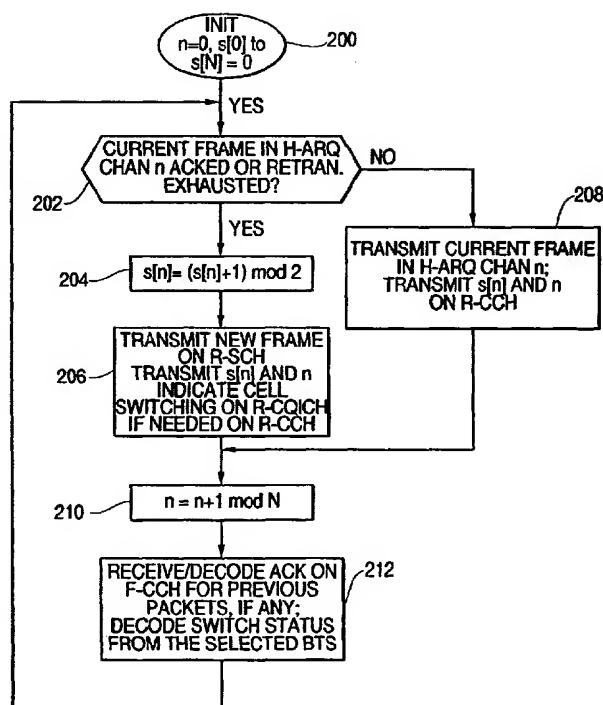 INIT
n=0, s[0] to
s[N] = 0
200
YES
CURRENT FRAME IN H-ARQ
CHAN n ACKED OR RETRAN.
EXHAUSTED?
202
NO
YES
204
s[n]= (s[n]+1) mod 2
208
TRANSMIT CURRENT FRAME
IN H-ARQ CHAN n;
TRANSMIT s[n] AND n
ON R-CCH
206
TRANSMIT NEW FRAME
ON R-SCH
TRANSMIT s[n] AND n
INDICATE CELL
SWITCHING ON R-CQICH
IF NEEDED ON R-CCH
210
n = n+1 mod N
212
RECEIVE/DECODE ACK ON
F-CCH FOR PREVIOUS
PACKETS, IF ANY;
DECODE SWITCH STATUS
FROM THE SELECTED BTS